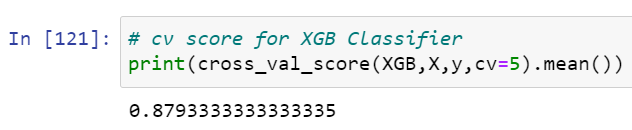 In [121]: # cv score for XGB Classifier
print(cross_val_score(XGB,X,y,cv=5).mean())
0.8793333333333335